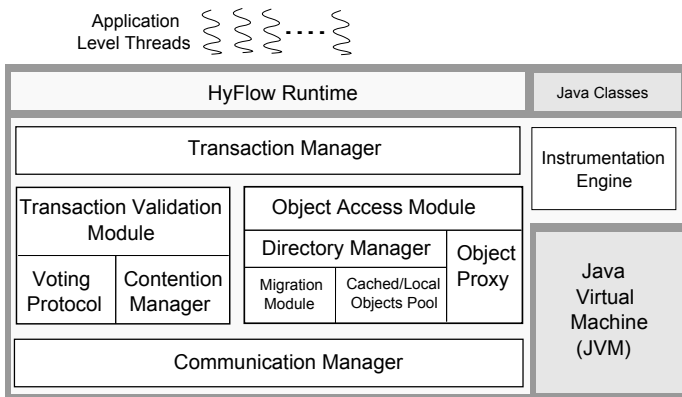 Application
Level Threads
HyFlow Runtime
Java Classes
Transaction Manager
Instrumentation
Engine
Transaction Validation
Module
Object Access Module
Directory Manager
Object
Proxy
Voting
Protocol
Contention
Manager
Migration
Module
Cached/Local
Objects Pool
Java
Virtual
Machine
(JVM)
Communication Manager